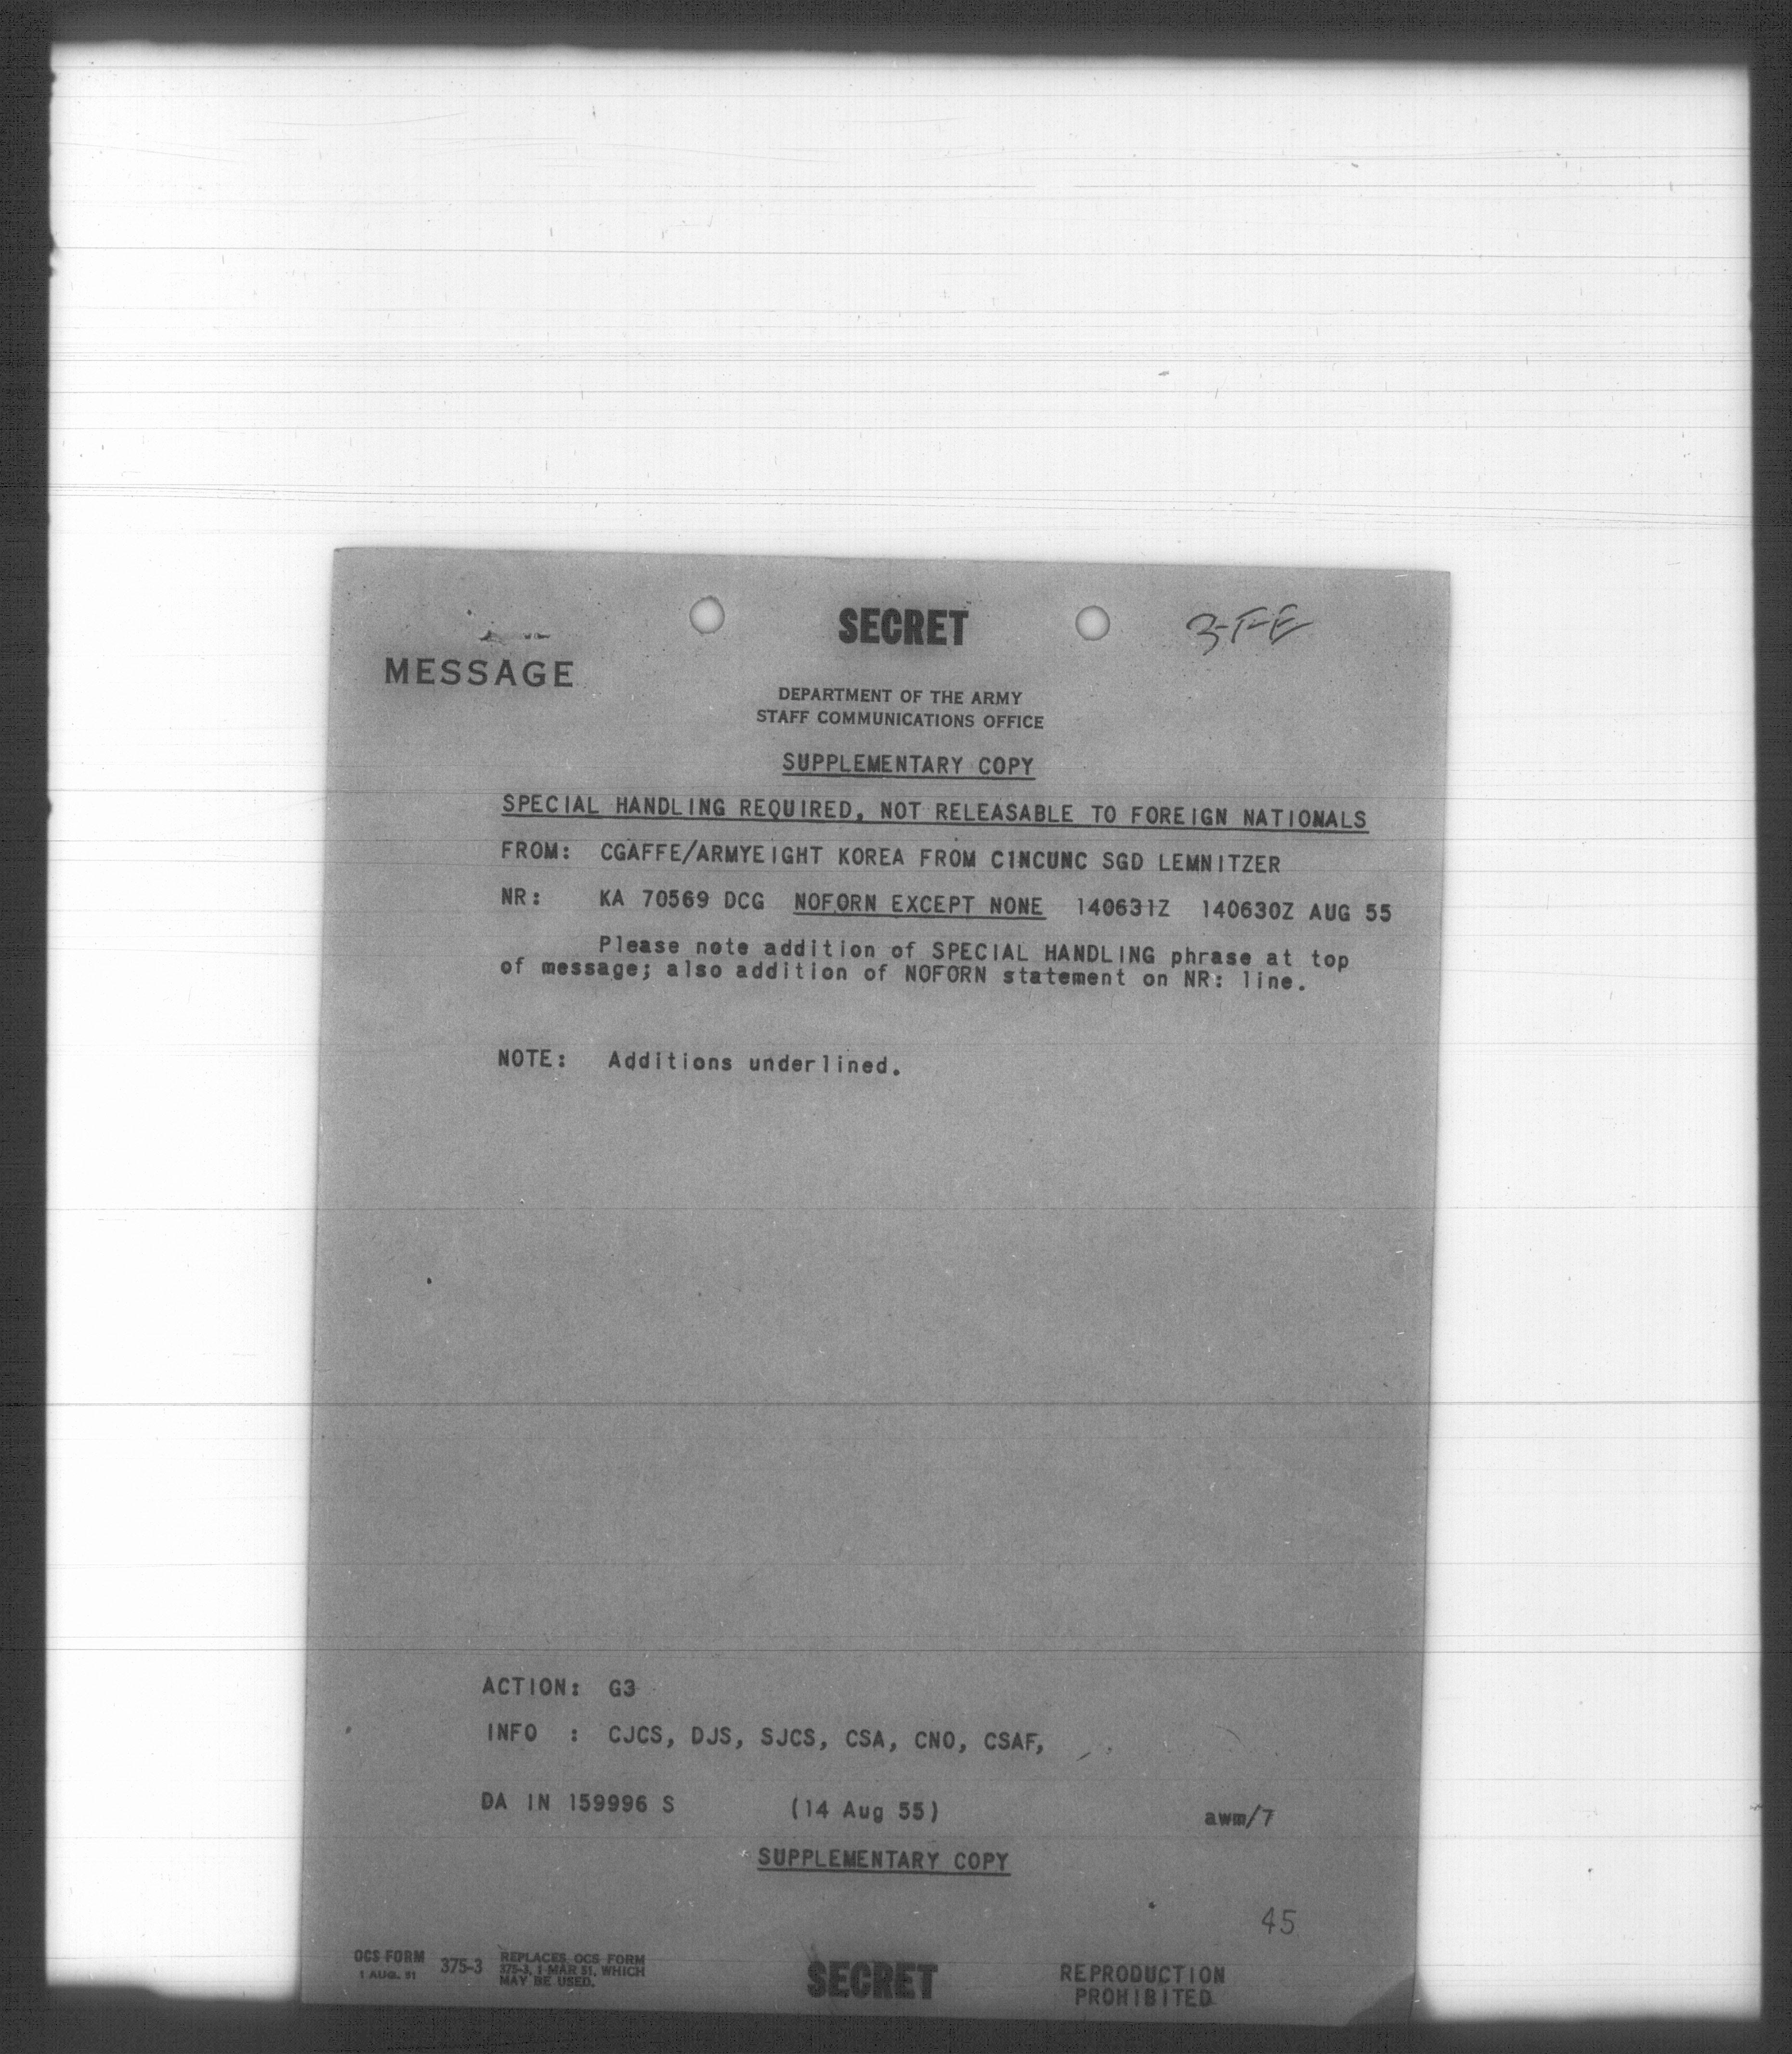 SECRET
3-FE
MESSAGE
DEPARTMENT OF THE ARMY
STAFF COMMUNICATIONS OFFICE
SUPPLEMENTARY COPY
SPECIAL HANDLING REQUIRED, NOT RELEASABLE TO FOREIGN NATIONALS
FROM: CGAFFE/ARMYEIGHT KOREA FROM CINCUNC SGD LEMNITZER
NR: KA 70569 DCG NOFORN EXCEPT NONE 140631Z 140630Z AUG 55
Please note addition of SPECIAL HANDLING phrase at top
of message; also addition of NOFORN statement on NR: line.
NOTE: Additions underlined.
ACTION: G3
INFO : CJCS, DJS, SJCS, CSA, CNO, CSAF,
DA IN 159996 S (14 Aug 55) awm/7
SUPPLEMENTARY COPY
45
OCS FORM 375-3 REPLACES OCS FORM
1 AUG. 51 375-3, 1 MAR 51, WHICH
MAY BE USED.
SECRET
REPRODUCTION
PROHIBITED